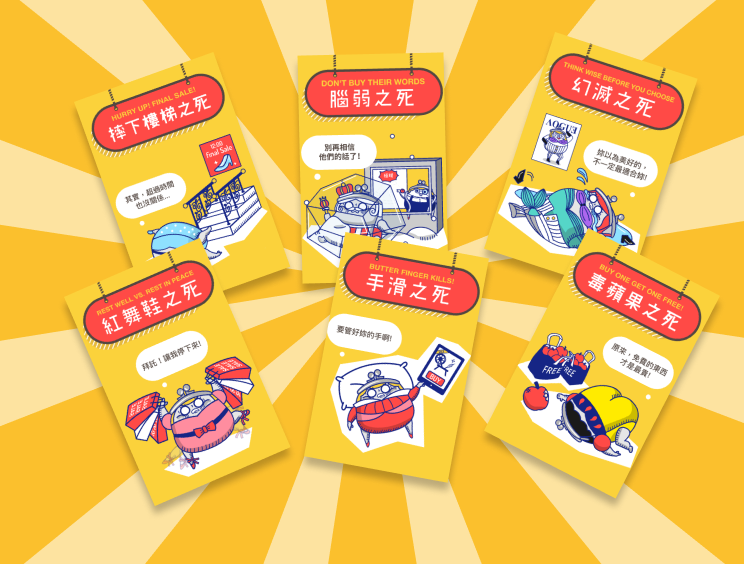 HURRY UP! FINAL SALE!
摔下樓梯之死
12:00
Final Sale
其實，超過時間
也沒關係...
DON'T BUY THEIR WORDS
腦弱之死
別再相信
他們的話了!
THINK WISE BEFORE YOU CHOOSE
幻滅之死
VOGUE
妳以為美好的，
不一定最適合妳!
REST WELL VS. REST IN PEACE
紅舞鞋之死
拜託！讓我停下來!
BUTTER FINGER KILLS!
手滑之死
要管好妳的手啊!
BUY
BUY ONE GET ONE FREE!
毒蘋果之死
原來，免費的東西
才是最貴!
FREE
FREE